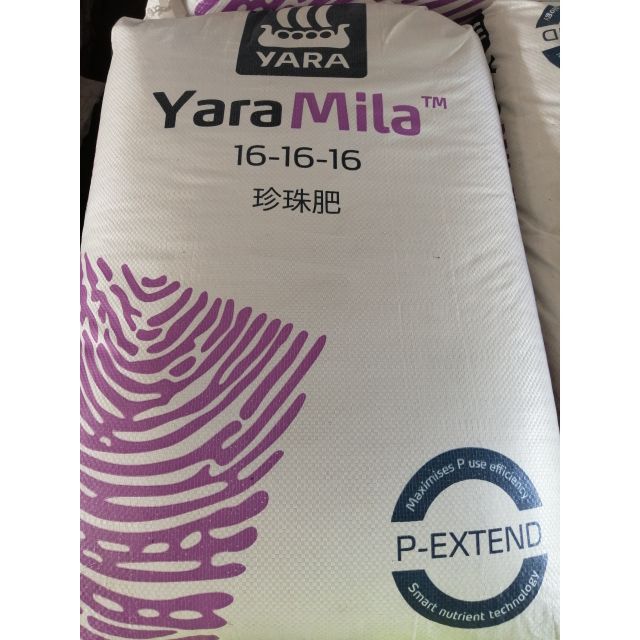 YARA
YaraMila™
16-16-16
珍珠肥
Maximises P use efficiency
P-EXTEND
Smart nutrient technology